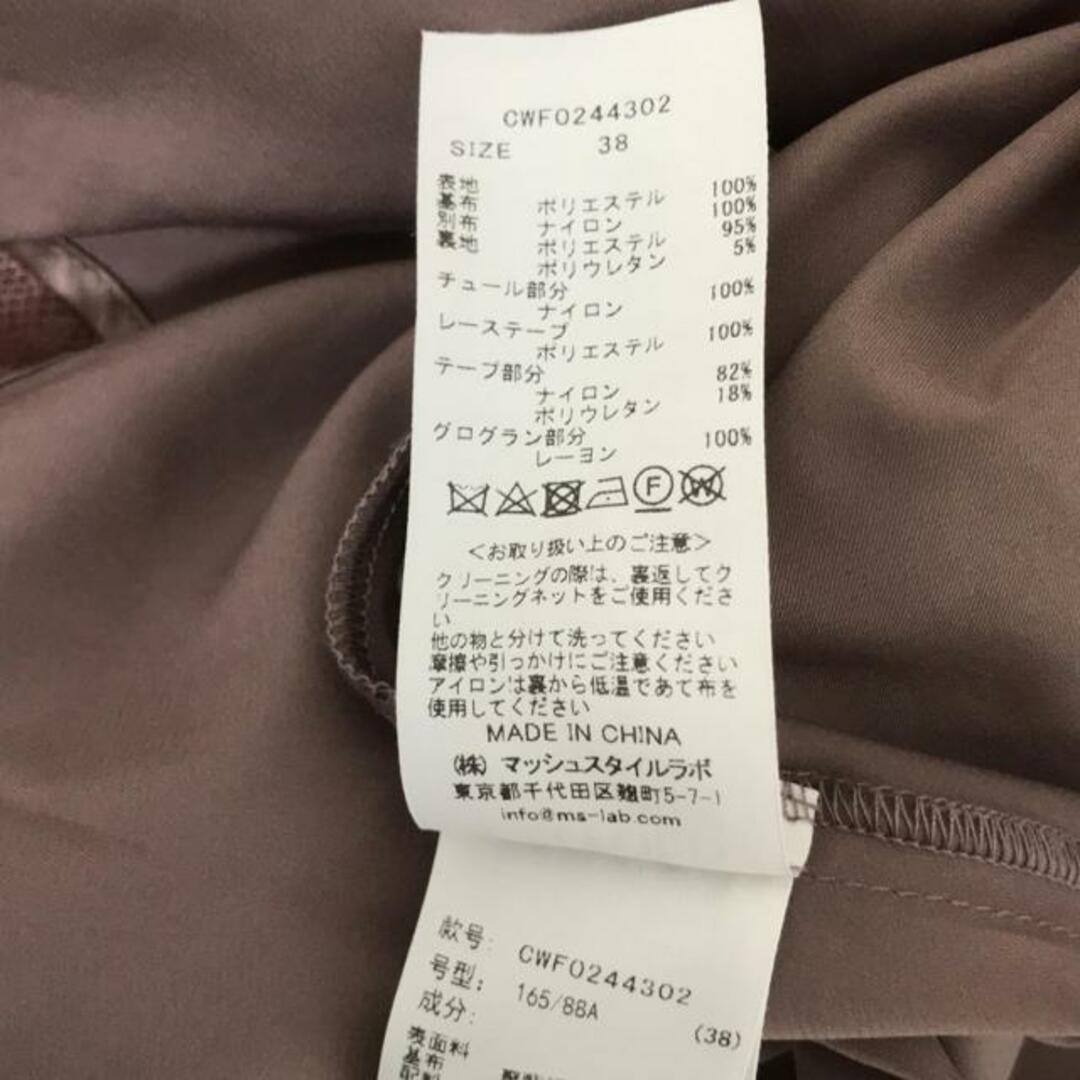 CWF0244302
SIZE 38
表地 ポリエステル 100%
基布 ナイロン 100%
別布 ポリエステル 95%
裏地 ポリウレタン 5%
チュール部分
ナイロン 100%
レーステープ
ポリエステル 100%
テープ部分
ナイロン 82%
ポリウレタン 18%
グログラン部分
レーヨン 100%
F W
<お取り扱い上のご注意>
クリーニングの際は、裏返してク
リーニングネットをご使用くださ
い
他の物と分けて洗ってください
摩擦や引っかけにご注意ください
アイロンは裏から低温であて布を
使用してください
MADE IN CHINA
(株) マッシュスタイルラボ
東京都千代田区麹町5-7-1
info@ms-lab.com
款号: CWF0244302
号型: 165/88A (38)
成分:
表面料
基布
配料